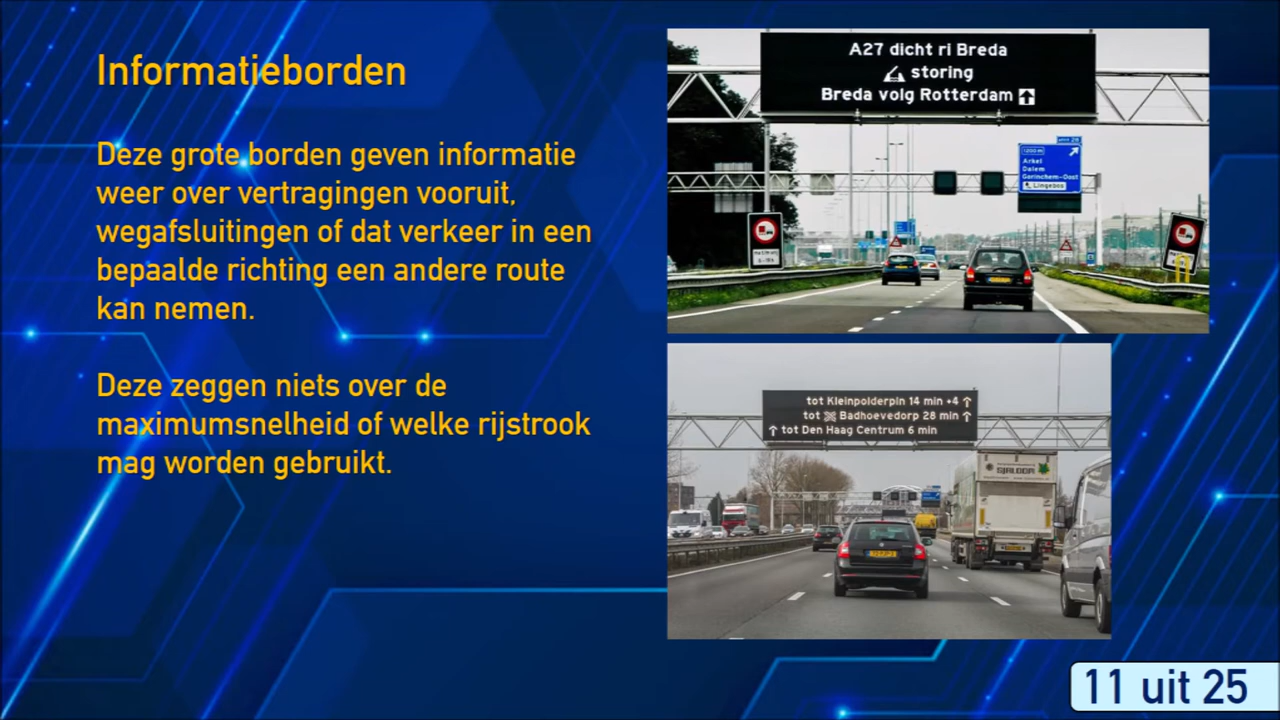 Informatieborden
Deze grote borden geven informatie
weer over vertragingen vooruit,
wegafsluitingen of dat verkeer in een
bepaalde richting een andere route
kan nemen.
Deze zeggen niets over de
maximumsnelheid of welke rijstrook
mag worden gebruikt.
A27 dicht ri Breda
storing
Breda volg Rotterdam
1200 m
Arkel
Dalem
Gorinchem-Oost
Lingebos
tot Kleinpolderpln 14 min +4
tot Badhoevedorp 28 min
tot Den Haag Centrum 6 min
11 uit 25